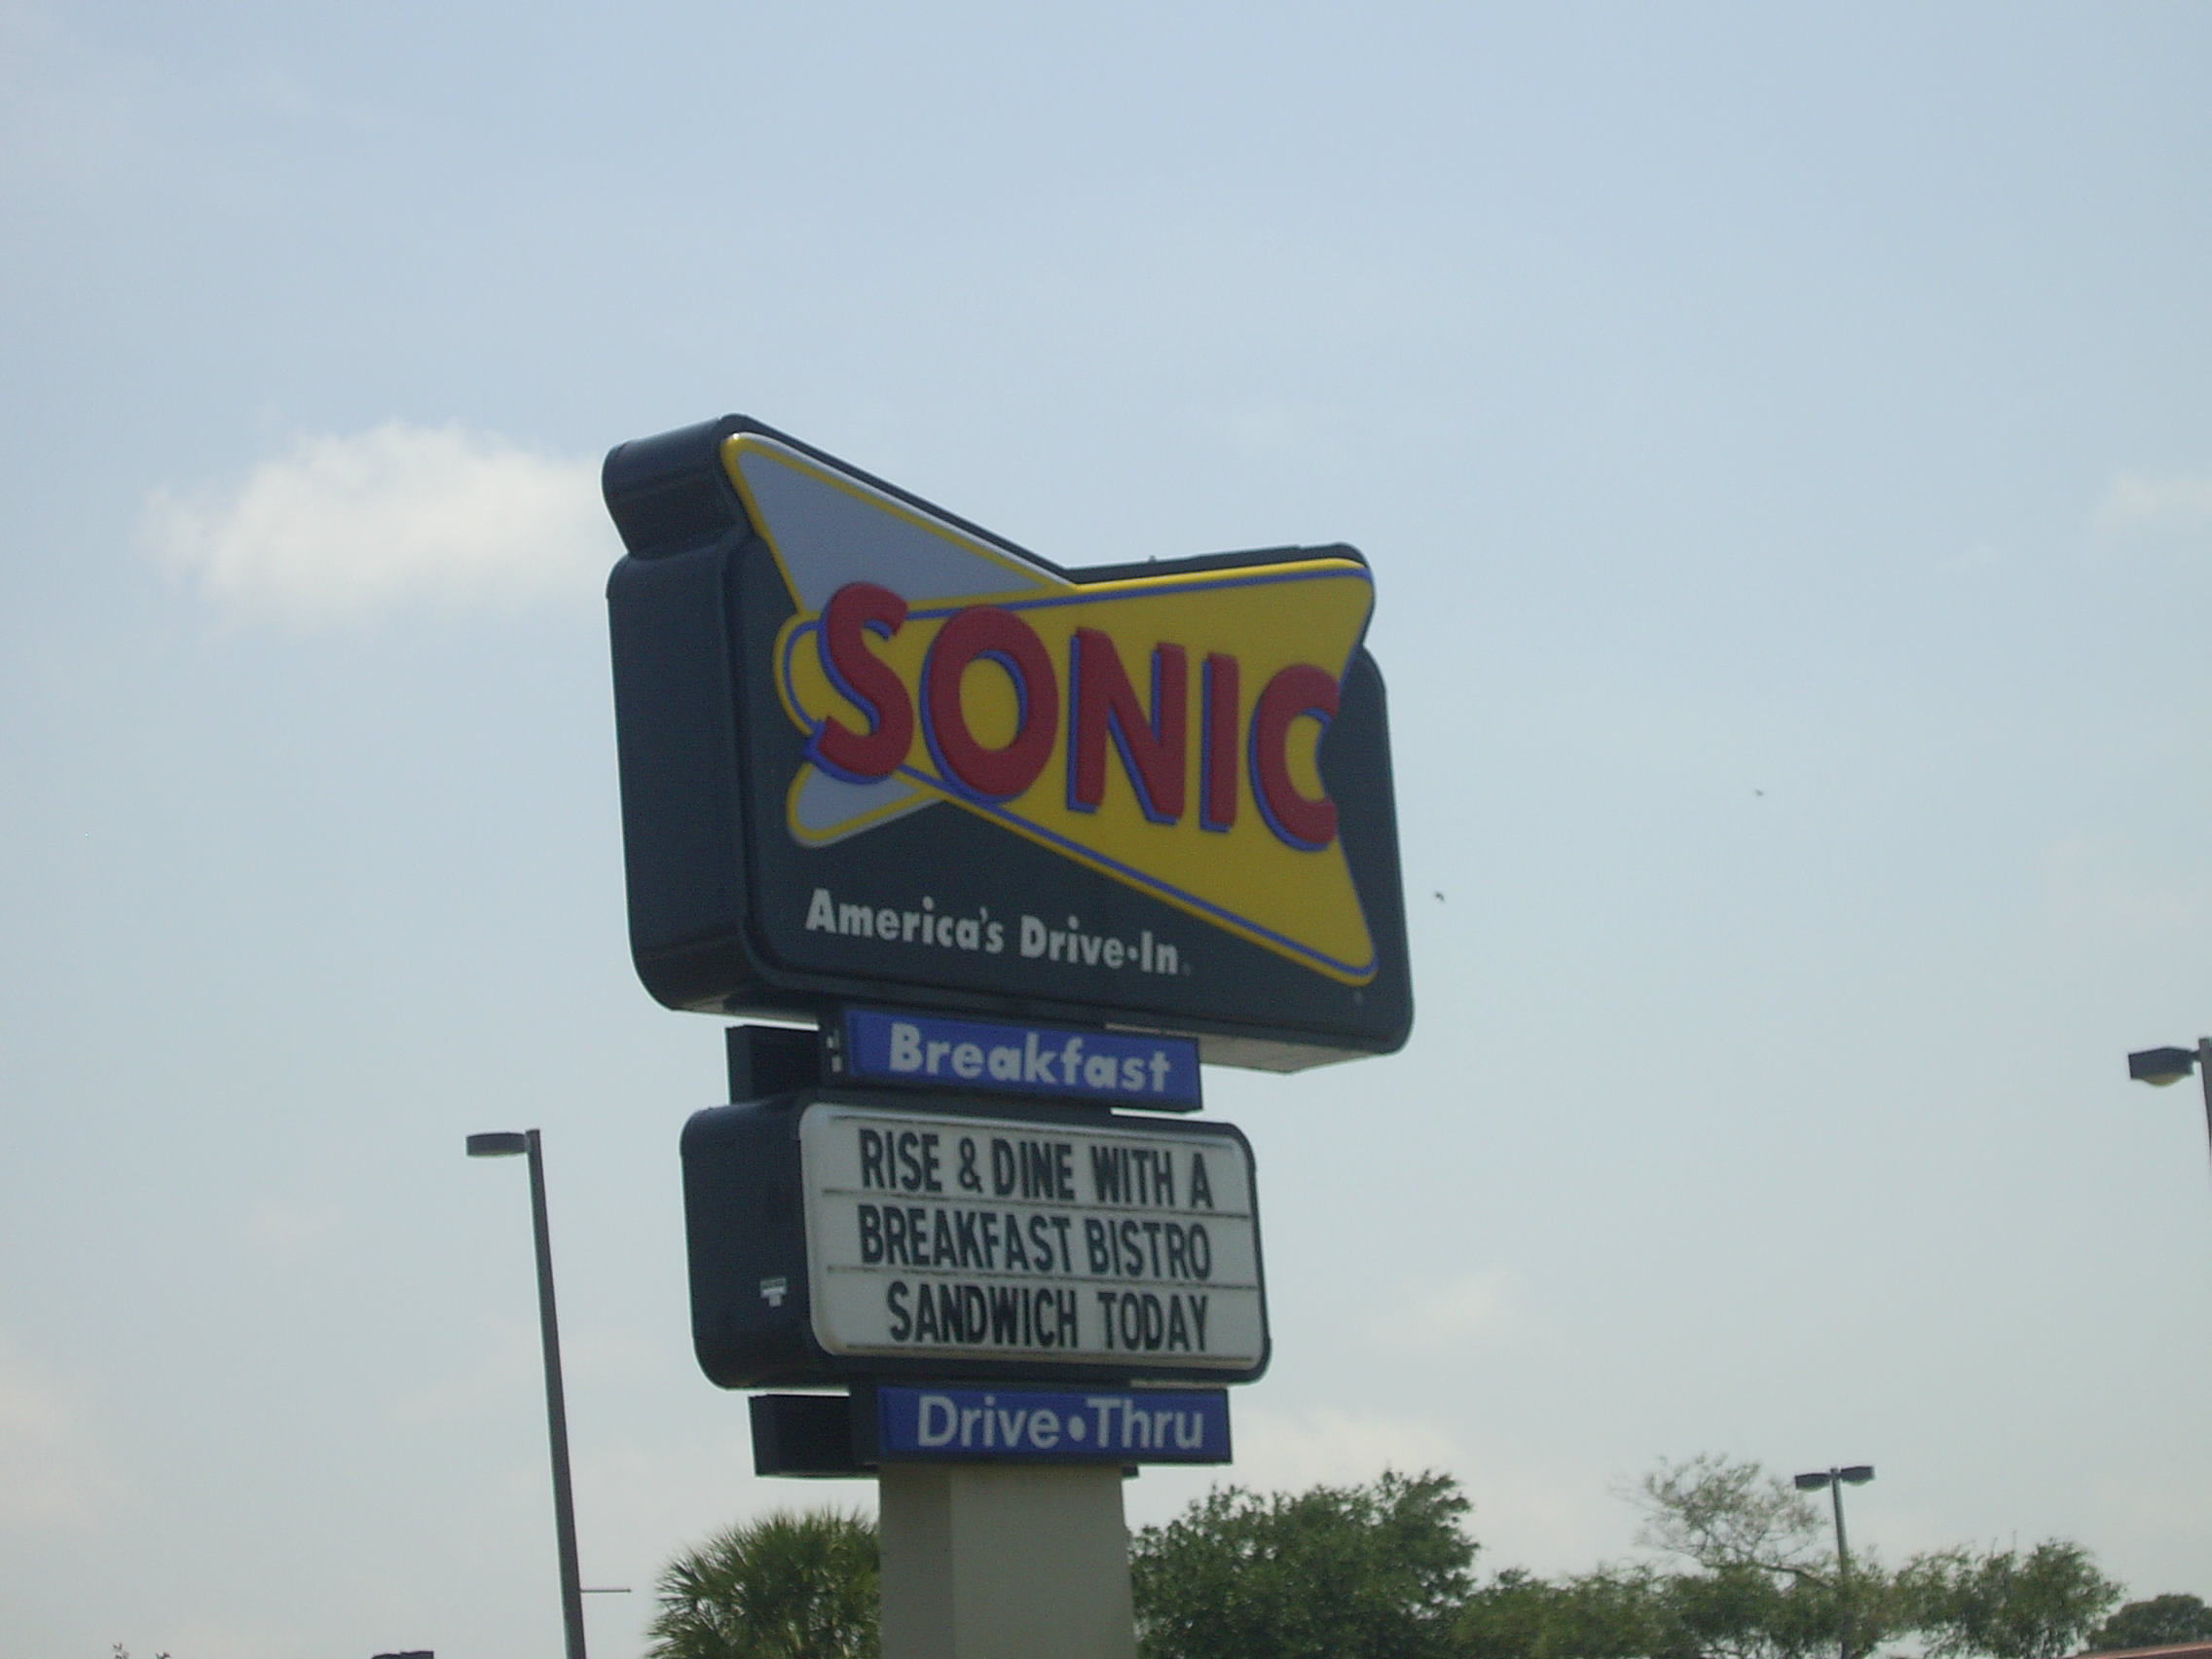 SONIC
America's Drive•In
Breakfast
RISE & DINE WITH A
BREAKFAST BISTRO
SANDWICH TODAY
Drive•Thru